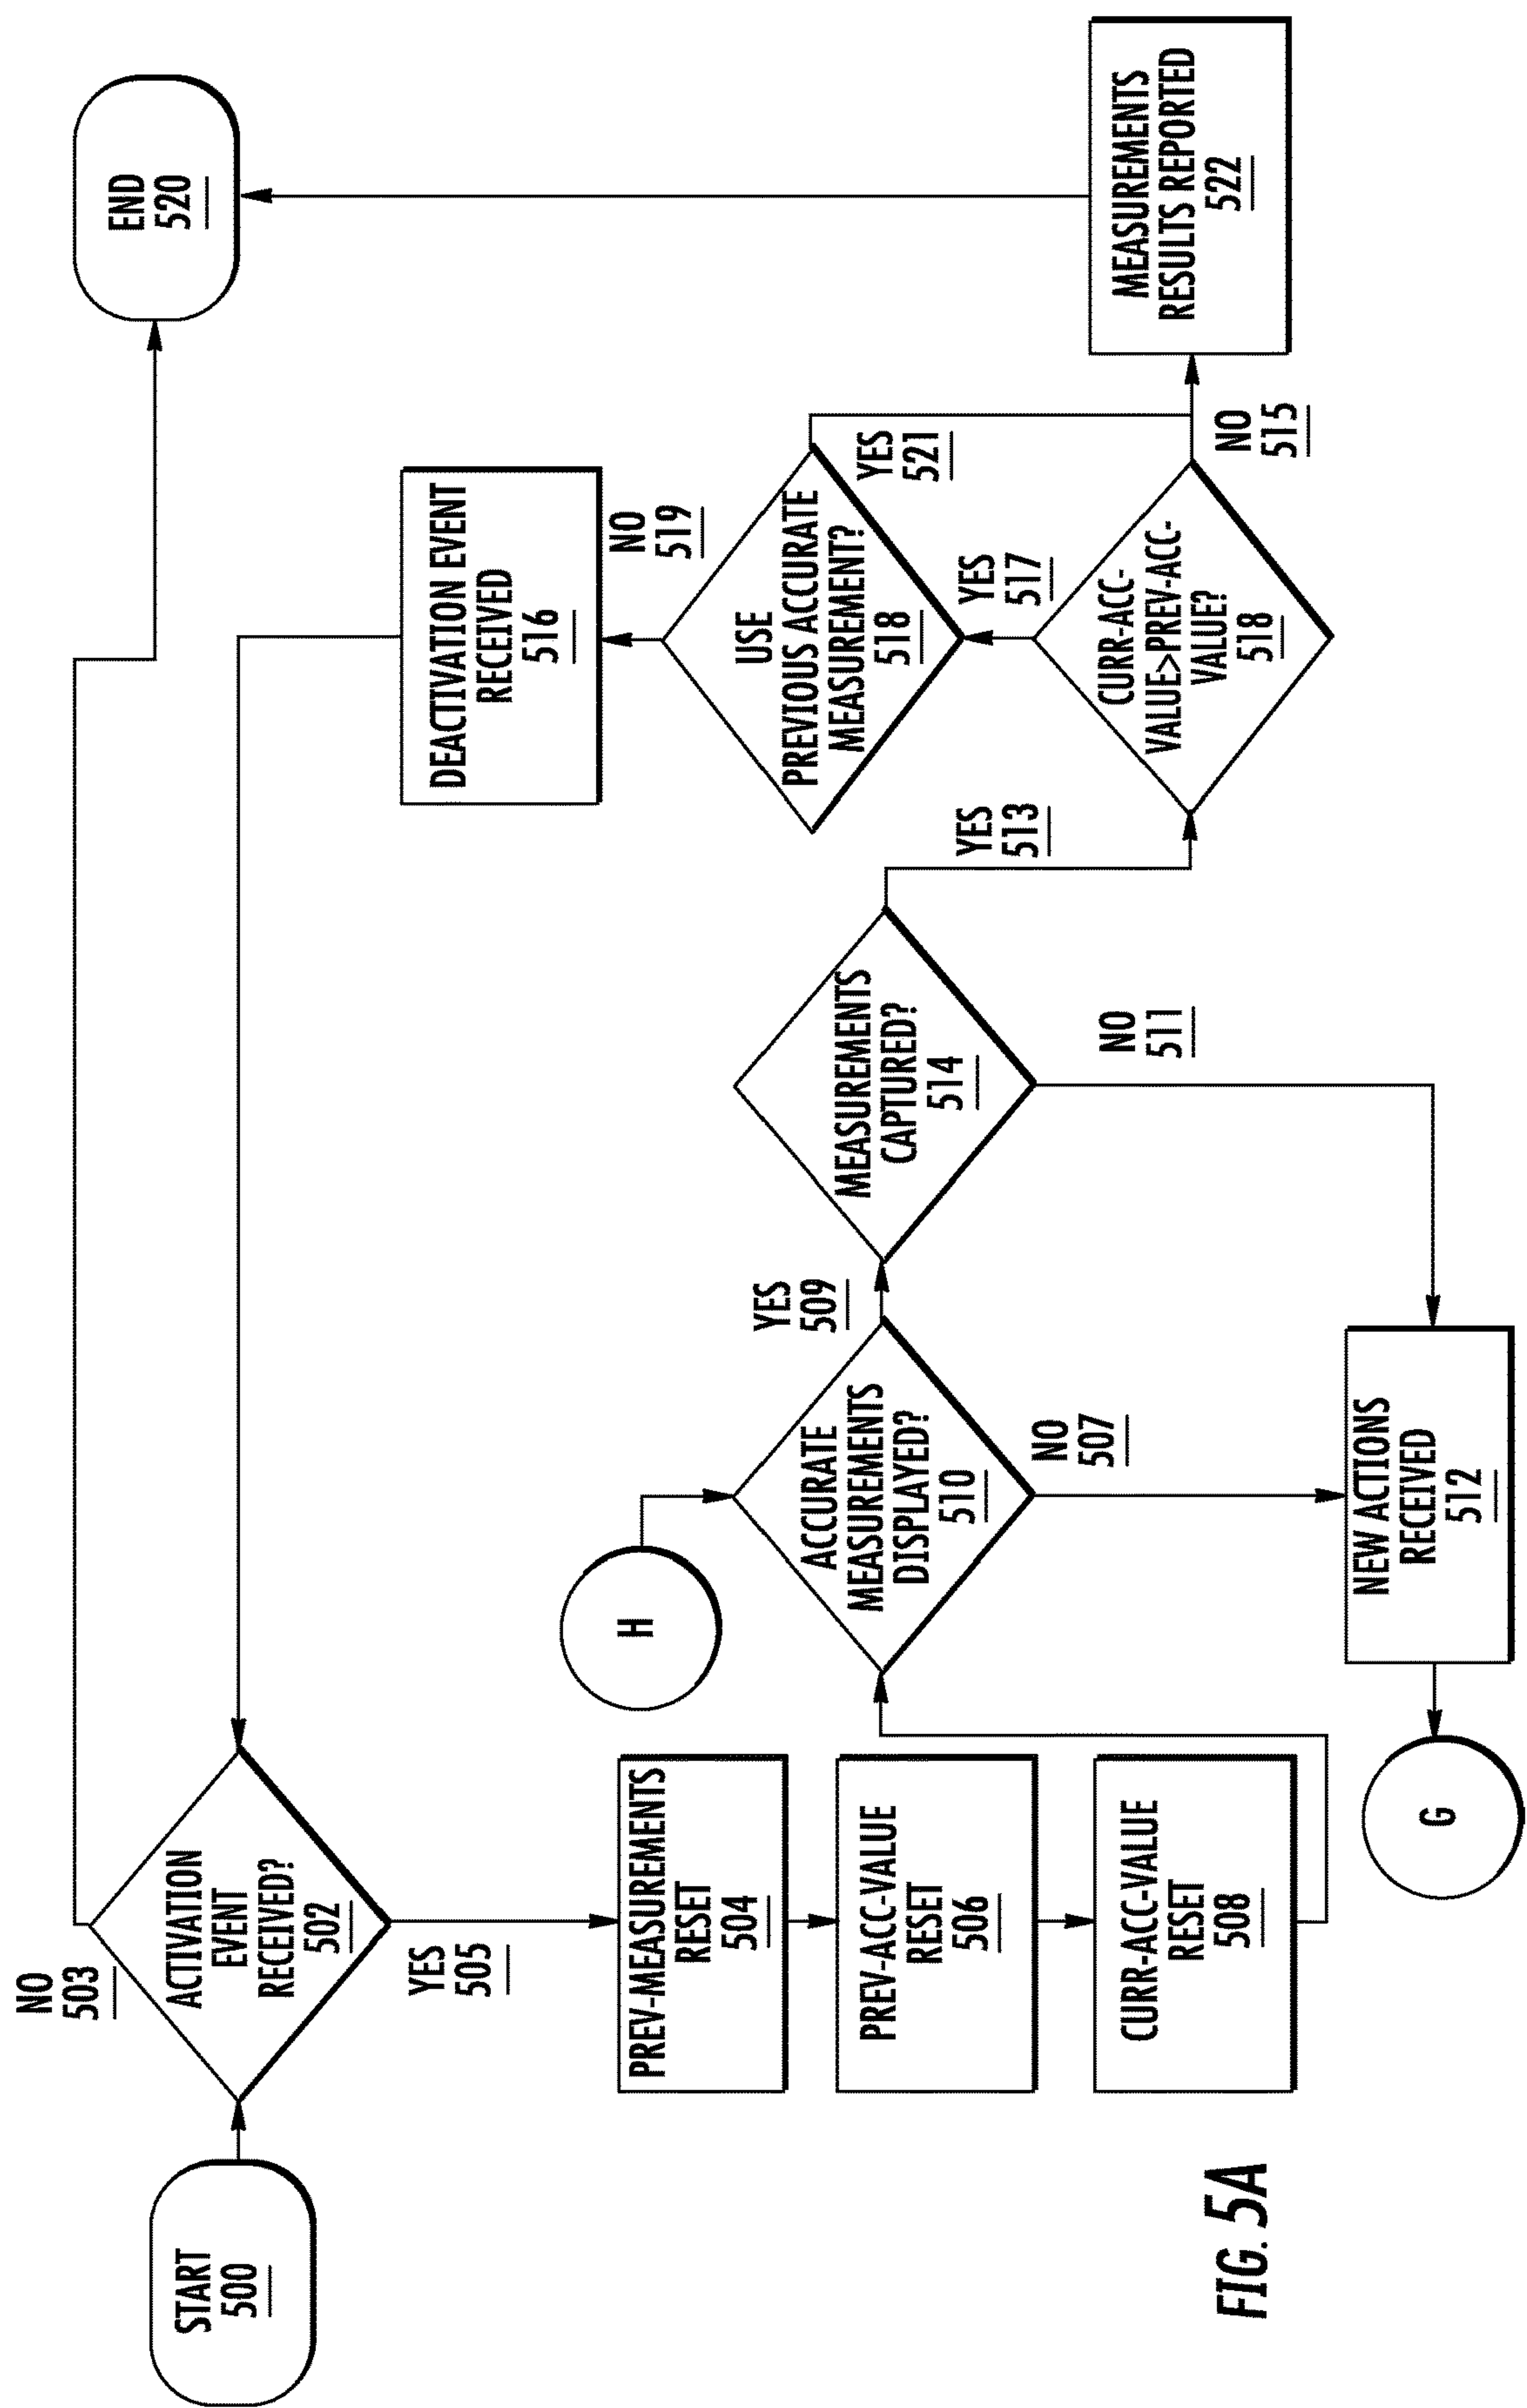 START
500
NO
503
ACTIVATION
EVENT
RECEIVED?
502
YES
505
PREV-MEASUREMENTS
RESET
504
PREV-ACC-VALUE
RESET
506
CURR-ACC-VALUE
RESET
508
H
ACCURATE
MEASUREMENTS
DISPLAYED?
510
YES
509
NO
507
NEW ACTIONS
RECEIVED
512
G
MEASUREMENTS
CAPTURED?
514
NO
511
YES
513
CURR-ACC-
VALUE>PREV-ACC-
VALUE?
518
YES
517
NO
515
USE
PREVIOUS ACCURATE
MEASUREMENT?
518
NO
519
YES
521
DEACTIVATION EVENT
RECEIVED
516
MEASUREMENTS
RESULTS REPORTED
522
END
520
FIG. 5A